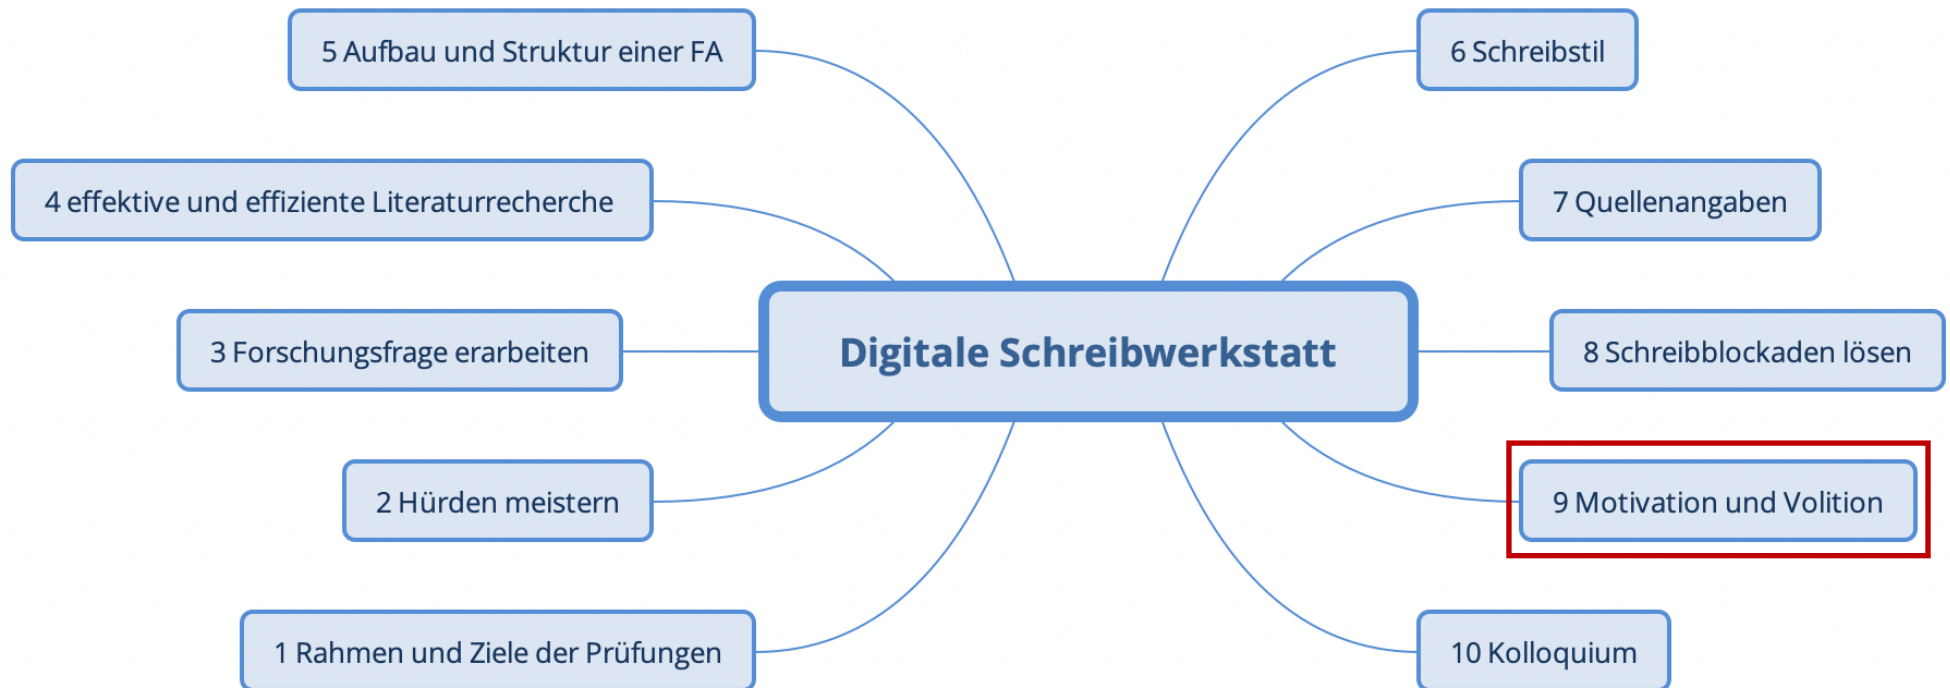 5 Aufbau und Struktur einer FA
6 Schreibstil
4 effektive und effiziente Literaturrecherche
7 Quellenangaben
3 Forschungsfrage erarbeiten
Digitale Schreibwerkstatt
8 Schreibblockaden lösen
2 Hürden meistern
9 Motivation und Volition
1 Rahmen und Ziele der Prüfungen
10 Kolloquium